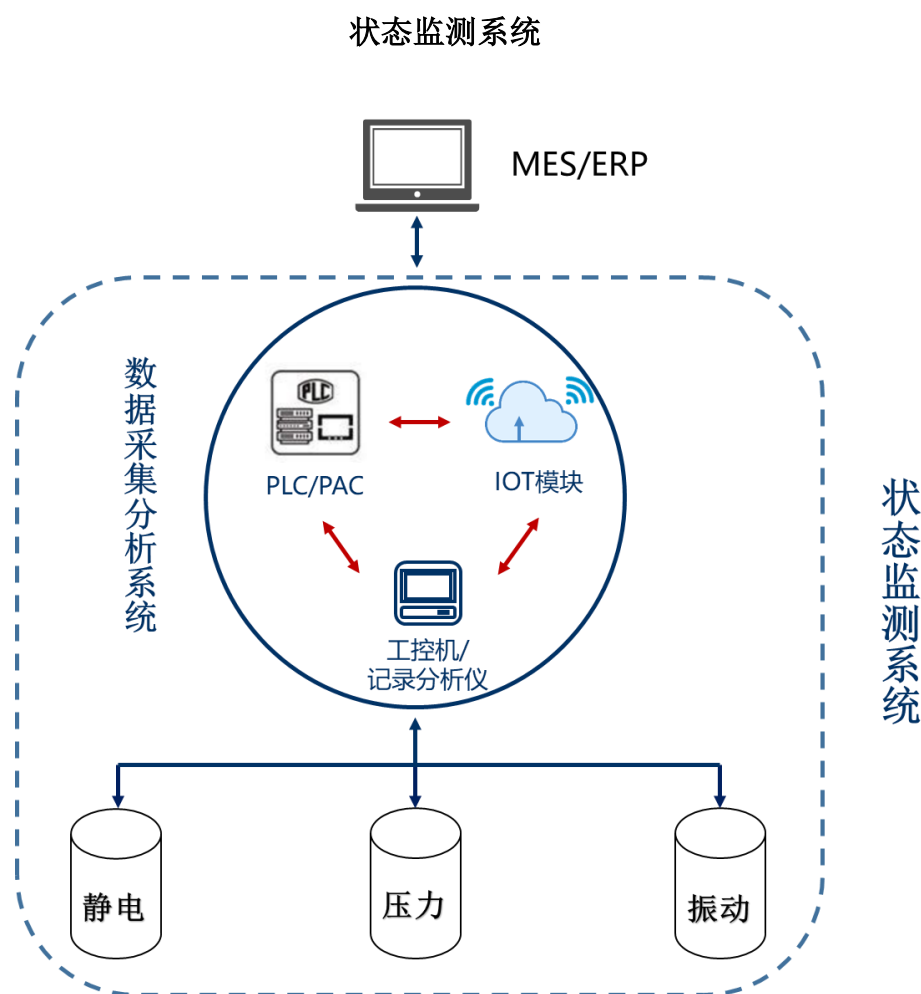 状态监测系统
MES/ERP
数据采集分析系统
PLC
PLC/PAC
IOT模块
工控机/
记录分析仪
状态监测系统
静电
压力
振动